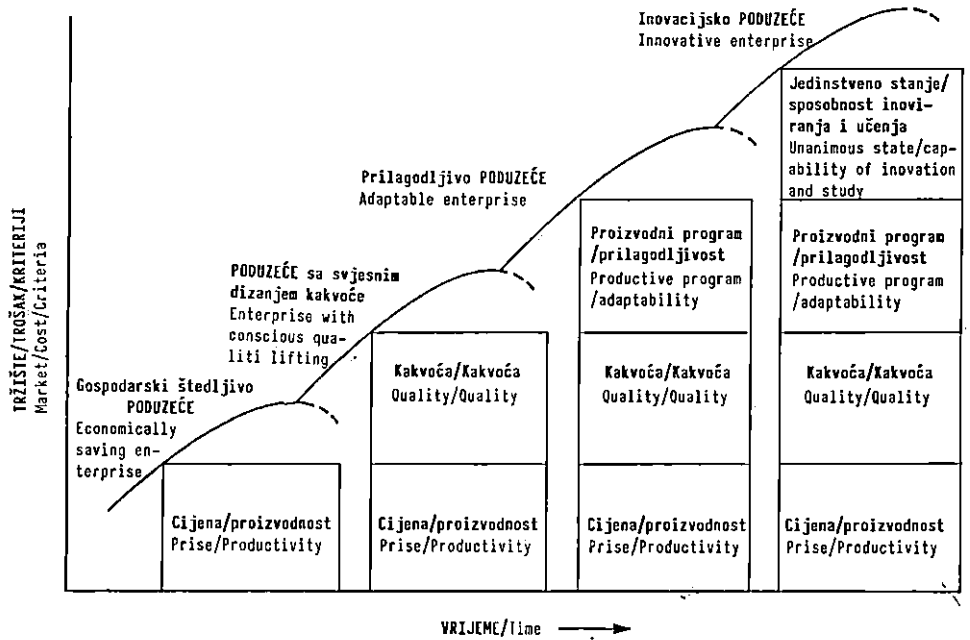 Inovacijsko PODUZEĆE
Innovative enterprise
Jedinstveno stanje/
sposobnost inovi-
ranja i učenja
Unanimous state/cap-
ability of inovation
and study
Prilagodljivo PODUZEĆE
Adaptable enterprise
Proizvodni program
/prilagodljivost
Productive program
/adaptability
Proizvodni program
/prilagodljivost
Productive program
/adaptability
PODUZEĆE sa svjesnim
dizanjem kakvoće
Enterprise with
conscious qua-
liti lifting
Kakvoća/Kakvoća
Quality/Quality
Kakvoća/Kakvoća
Quality/Quality
Kakvoća/Kakvoća
Quality/Quality
Gospodarski štedljivo
PODUZEĆE
Economically
saving en-
terprise
Cijena/proizvodnost
Prise/Productivity
Cijena/proizvodnost
Prise/Productivity
Cijena/proizvodnost
Prise/Productivity
Cijena/proizvodnost
Prise/Productivity
TRŽIŠTE/TROŠAK/KRITERIJI
Market/Cost/Criteria
VRIJEME/Time